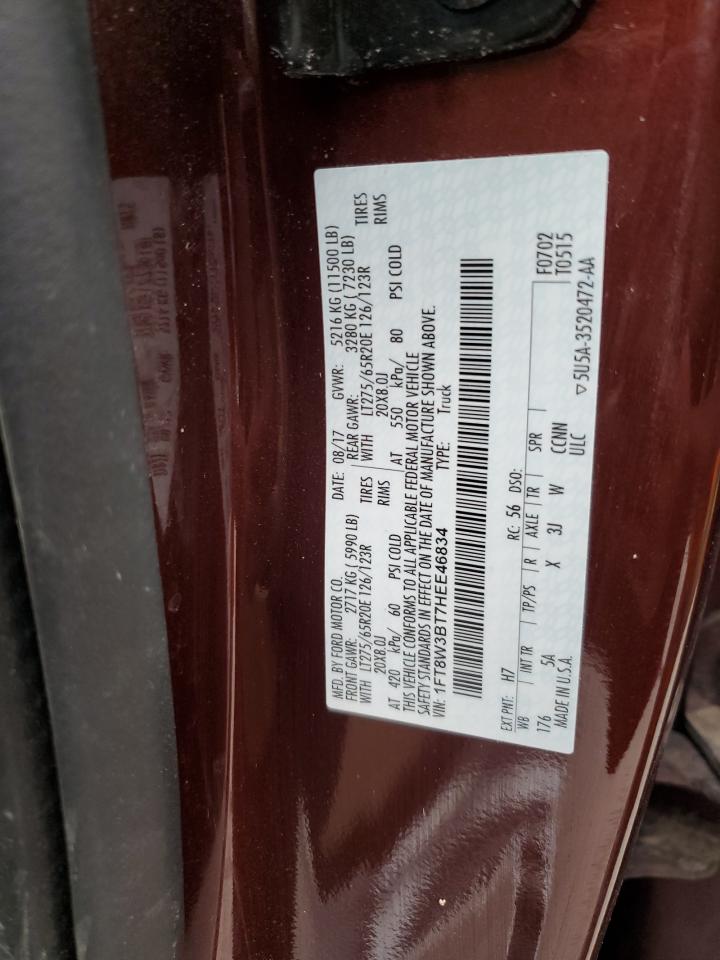 MFD. BY FORD MOTOR CO. DATE: 08/17 GVWR: 5216 KG (11500 LB)
FRONT GAWR: 2717 KG ( 5990 LB) REAR GAWR: 3280 KG ( 7230 LB)
WITH LT275/65R20E 126/123R TIRES WITH LT275/65R20E 126/123R TIRES
20X8.0J RIMS 20X8.0J RIMS
AT 420 kPa/ 60 PSI COLD AT 550 kPa/ 80 PSI COLD
THIS VEHICLE CONFORMS TO ALL APPLICABLE FEDERAL MOTOR VEHICLE
SAFETY STANDARDS IN EFFECT ON THE DATE OF MANUFACTURE SHOWN ABOVE.
VIN: 1FT8W3BT7HEE46834 TYPE: Truck
EXT PNT: H7 RC: 56 DSO: F0702
WB INT TR TP/PS R AXLE TR SPR T0515
176 5A X 3J W CCNN
MADE IN U.S.A. ULC ▽5U5A-3520472-AA